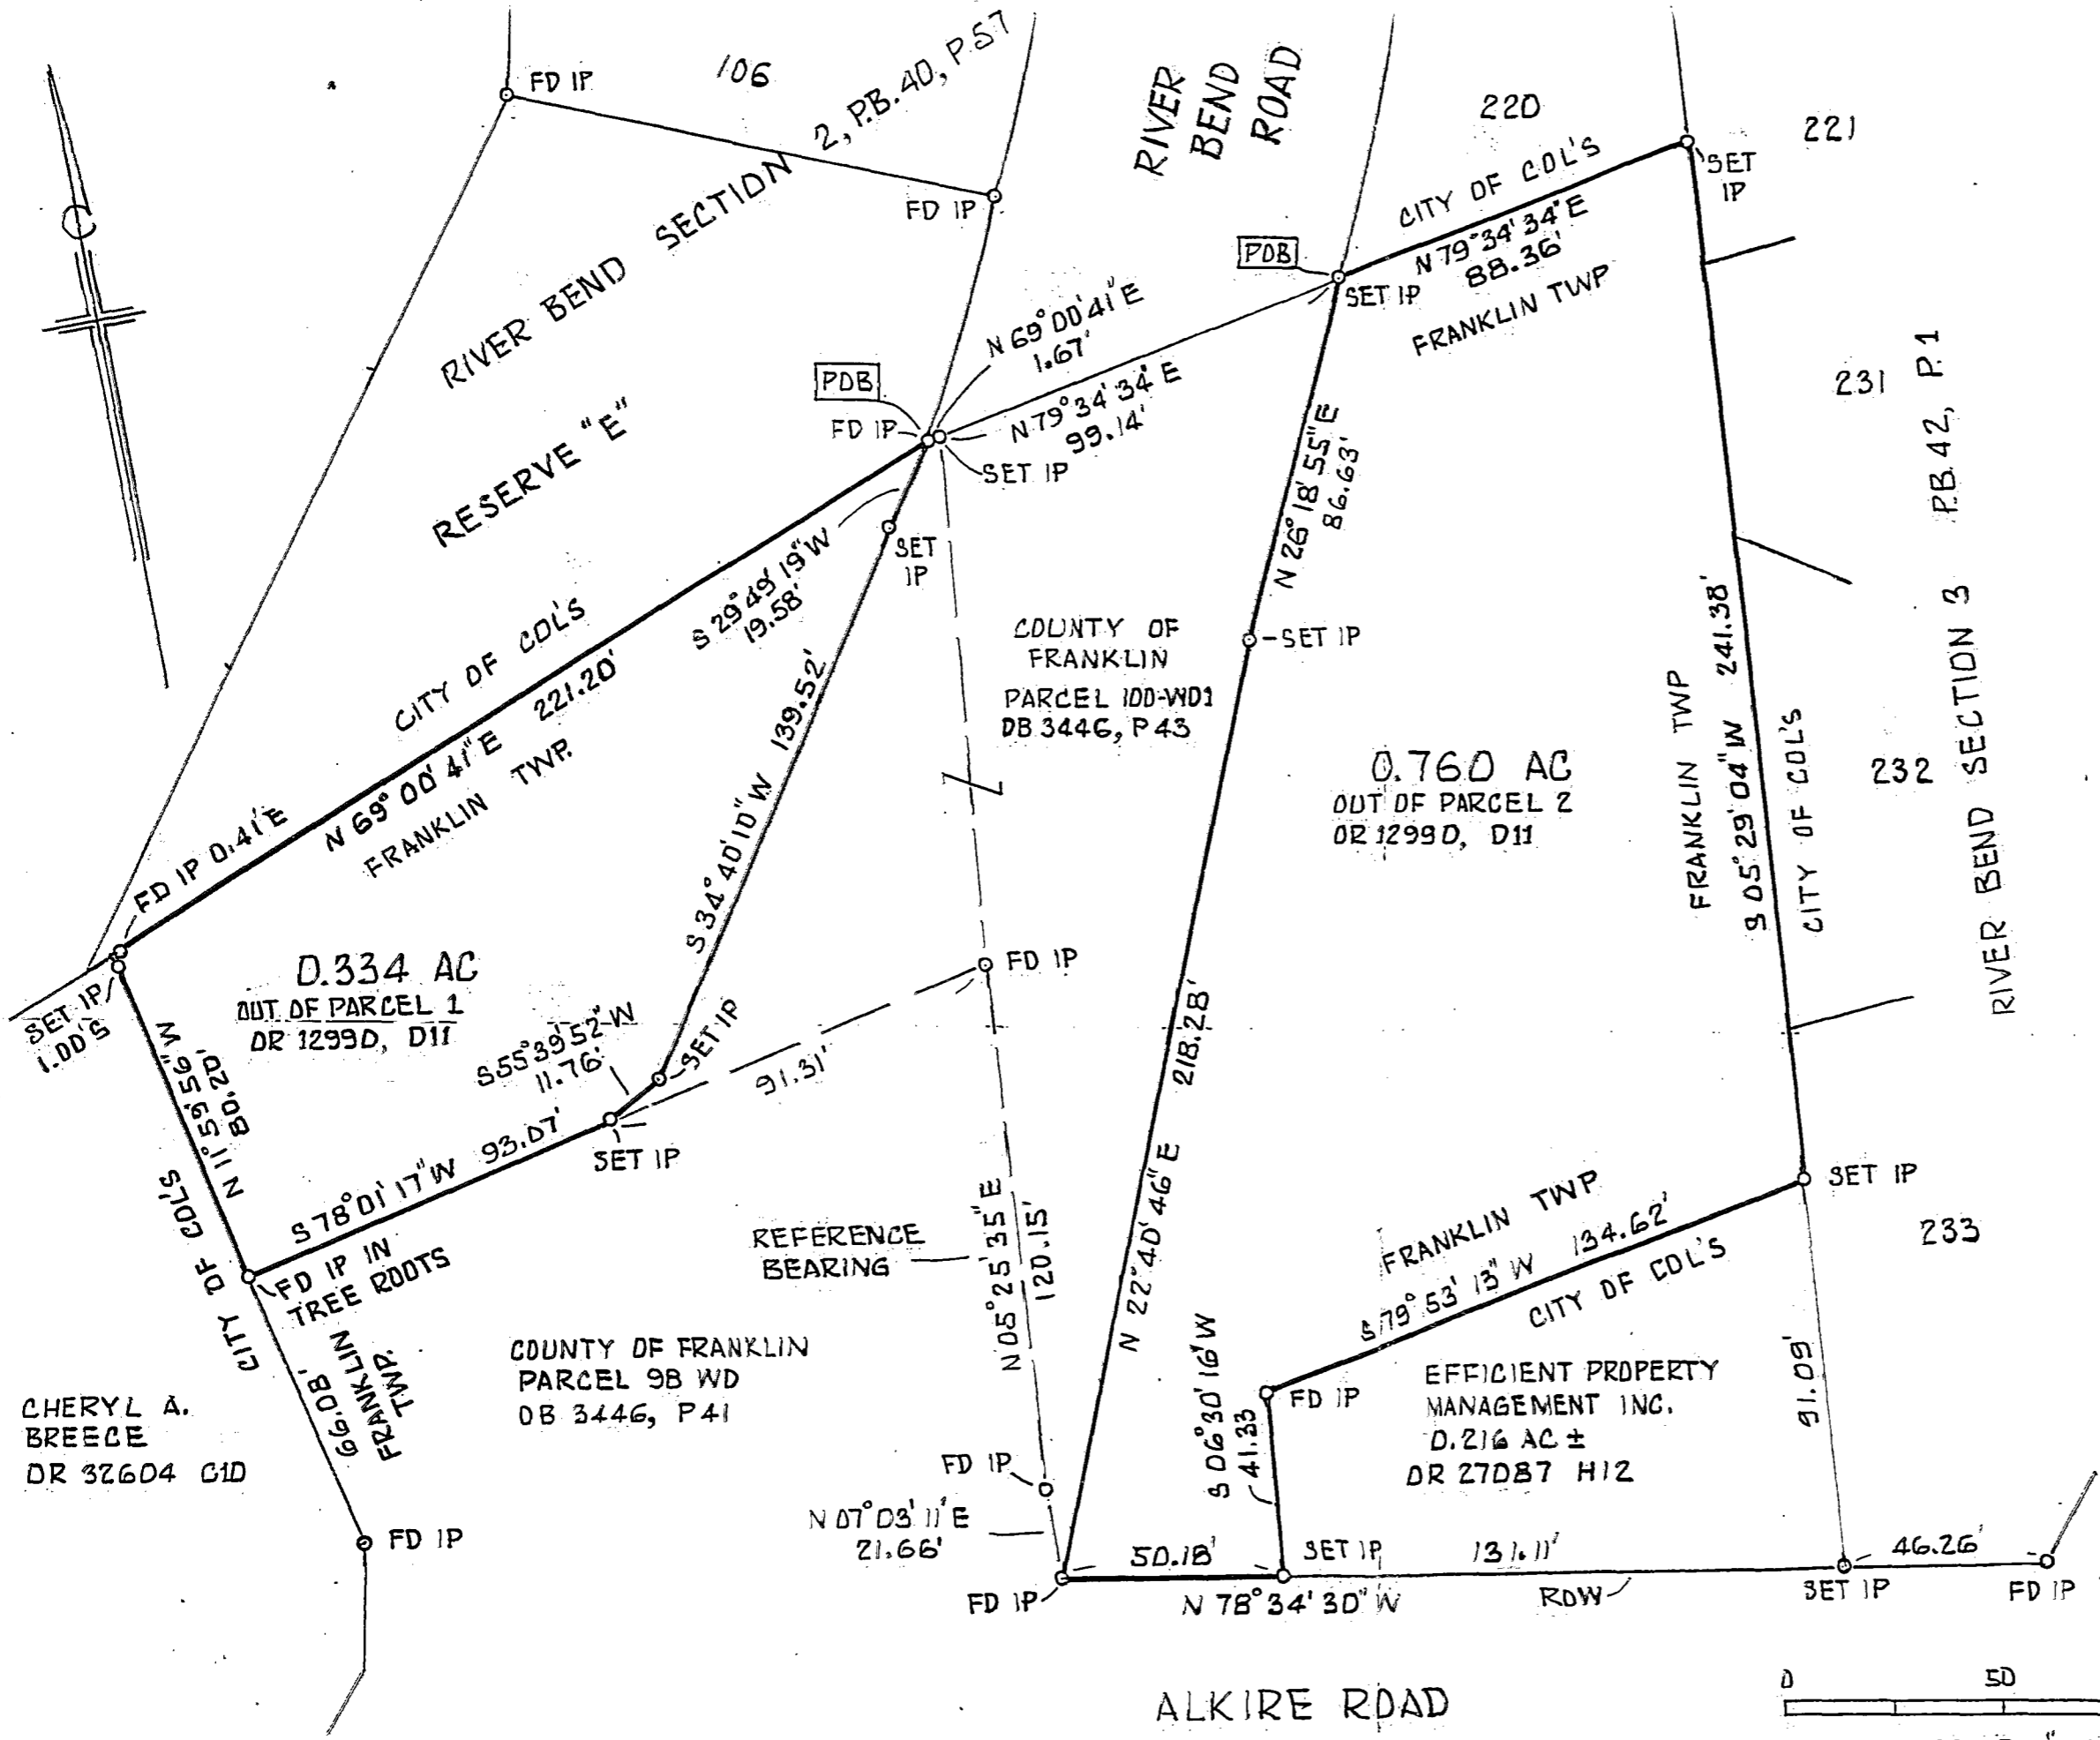 FD IP
106
RIVER BEND SECTION 2, P.B. 40, P. 57
FD IP
RESERVE "E"
RIVER
BEND
ROAD
220
221
CITY OF COL'S
N 79° 34' 34" E
88.36'
FRANKLIN TWP
SET
IP
POB
SET IP
N 69° 00' 41" E
1.67'
N 79° 34' 34" E
99.14'
POB
FD IP
SET IP
231
RIVER BEND SECTION 3 P.B. 42, P. 1
N 26° 18' 55" E
86.63'
S 29° 49' 19" W
19.58'
SET
IP
SET IP
CITY OF COL'S
N 69° 00' 41" E 221.20'
FRANKLIN TWP.
COUNTY OF
FRANKLIN
PARCEL 100-WD1
DB 3446, P 43
139.52'
S 34° 40' 10" W
0.760 AC
OUT OF PARCEL 2
OR 12990, D11
FRANKLIN TWP
S 05° 29' 04" W 241.38'
CITY OF COL'S
232
FD IP 0.41' E
SET IP
1.00' S
0.334 AC
OUT OF PARCEL 1
OR 12990, D11
FD IP
S 55° 39' 52" W
11.76'
SET IP
91.31'
N 11° 59' 56" W
80.20'
CITY OF COL'S
S 78° 01' 17" W 93.07'
SET IP
N 22° 40' 46" E 218.28'
SET IP
FD IP IN
TREE ROOTS
REFERENCE
BEARING
N 05° 25' 35" E
120.15'
FRANKLIN TWP
S 79° 53' 13" W 134.62'
CITY OF COL'S
233
66.08'
FRANKLIN
TWP.
COUNTY OF FRANKLIN
PARCEL 98 WD
DB 3446, P 41
CHERYL A.
BREECE
OR 32604 C10
S 06° 30' 16" W
41.33
FD IP
EFFICIENT PROPERTY
MANAGEMENT INC.
0.216 AC ±
OR 27087 H12
91.09'
FD IP
FD IP
N 07° 03' 11" E
21.66'
FD IP
50.18'
SET IP
131.11'
46.26'
N 78° 34' 30" W
ROW
SET IP
FD IP
ALKIRE ROAD
0 50